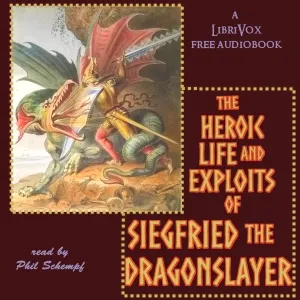 A
LIBRIVOX
FREE AUDIOBOOK
THE
HEROIC
LIFE AND
EXPLOITS
OF
SIEGFRIED THE
DRAGONSLAYER
read by
Phil Schempf